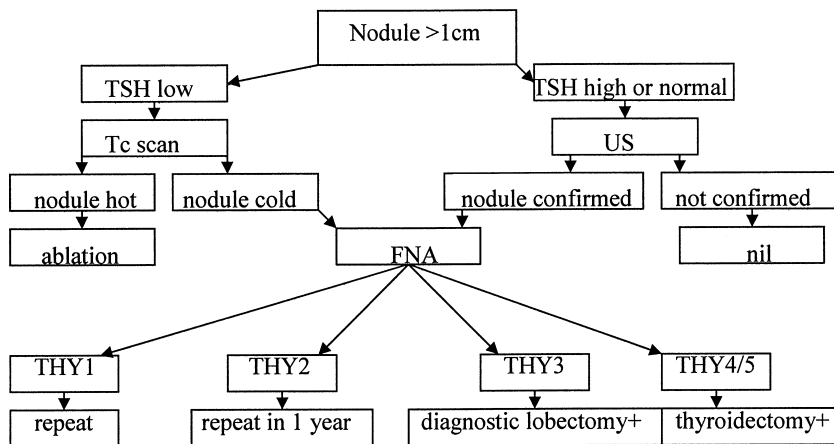 Nodule >1cm
TSH low
TSH high or normal
Tc scan
US
nodule hot
nodule cold
nodule confirmed
not confirmed
ablation
FNA
nil
THY1
THY2
THY3
THY4/5
repeat
repeat in 1 year
diagnostic lobectomy+
thyroidectomy+